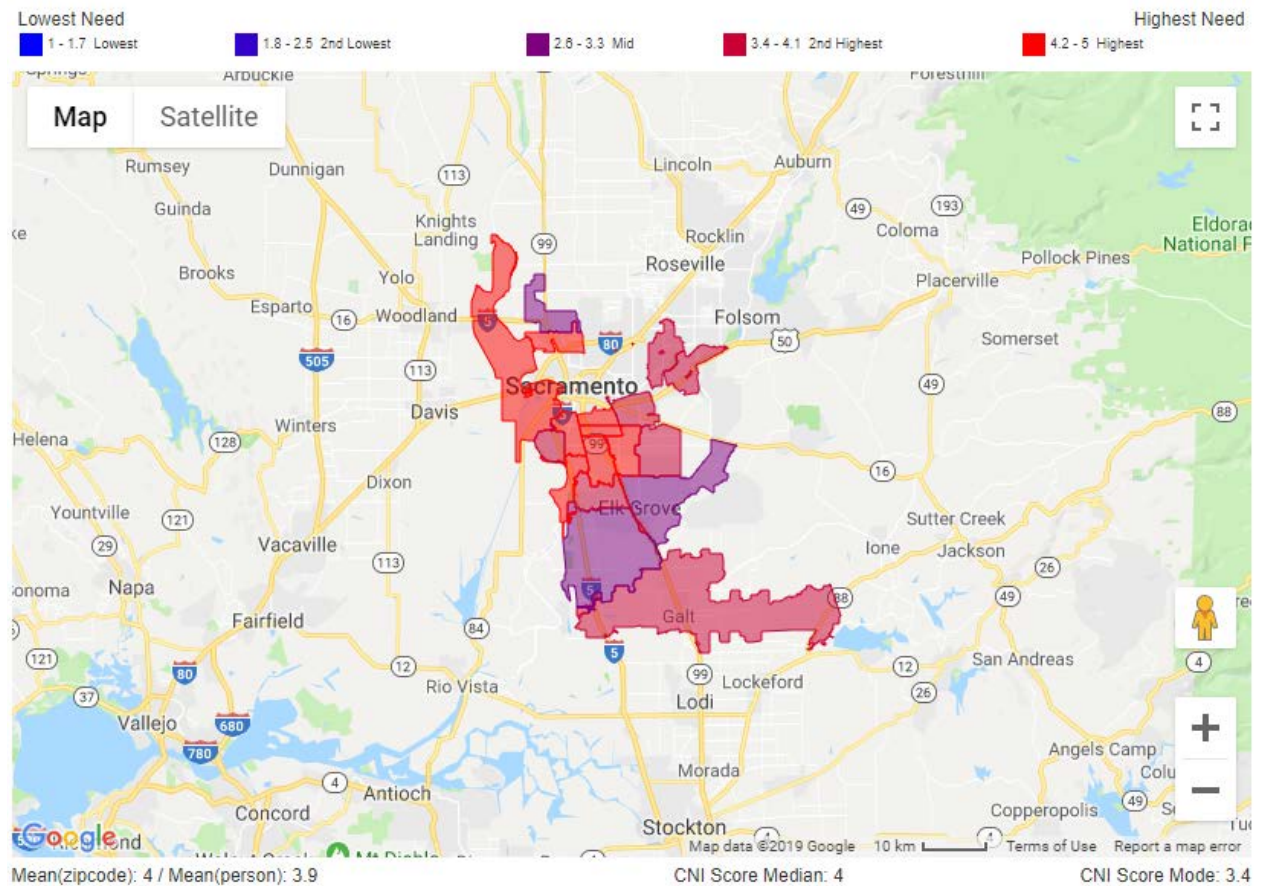 Lowest Need
Highest Need
1 - 1.7 Lowest
1.8 - 2.5 2nd Lowest
2.6 - 3.3 Mid
3.4 - 4.1 2nd Highest
4.2 - 5 Highest
Arbuckle
Foresthill
Map
Satellite
Rumsey
Dunnigan
113
Lincoln
Auburn
Guinda
Knights
Landing
99
49
193
Coloma
Eldorad
National F
Rocklin
Roseville
Pollock Pines
Brooks
Yolo
Placerville
Esparto
16
Woodland
5
80
Folsom
50
Somerset
505
113
Sacramento
49
Davis
5
88
Winters
Helena
128
99
16
Dixon
Yountville
121
Elk Grove
Sutter Creek
29
Vacaville
113
Ione
Jackson
26
onoma
Napa
5
88
49
Fairfield
84
Galt
121
12
5
99
Lockeford
12
San Andreas
4
80
Rio Vista
Lodi
26
37
Vallejo
680
780
Angels Camp
4
Antioch
Morada
49
Concord
Copperopolis
Stockton
4
4
Google
Map data ©2019 Google
10 km
Terms of Use
Report a map error
Mean(zipcode): 4 / Mean(person): 3.9
CNI Score Median: 4
CNI Score Mode: 3.4